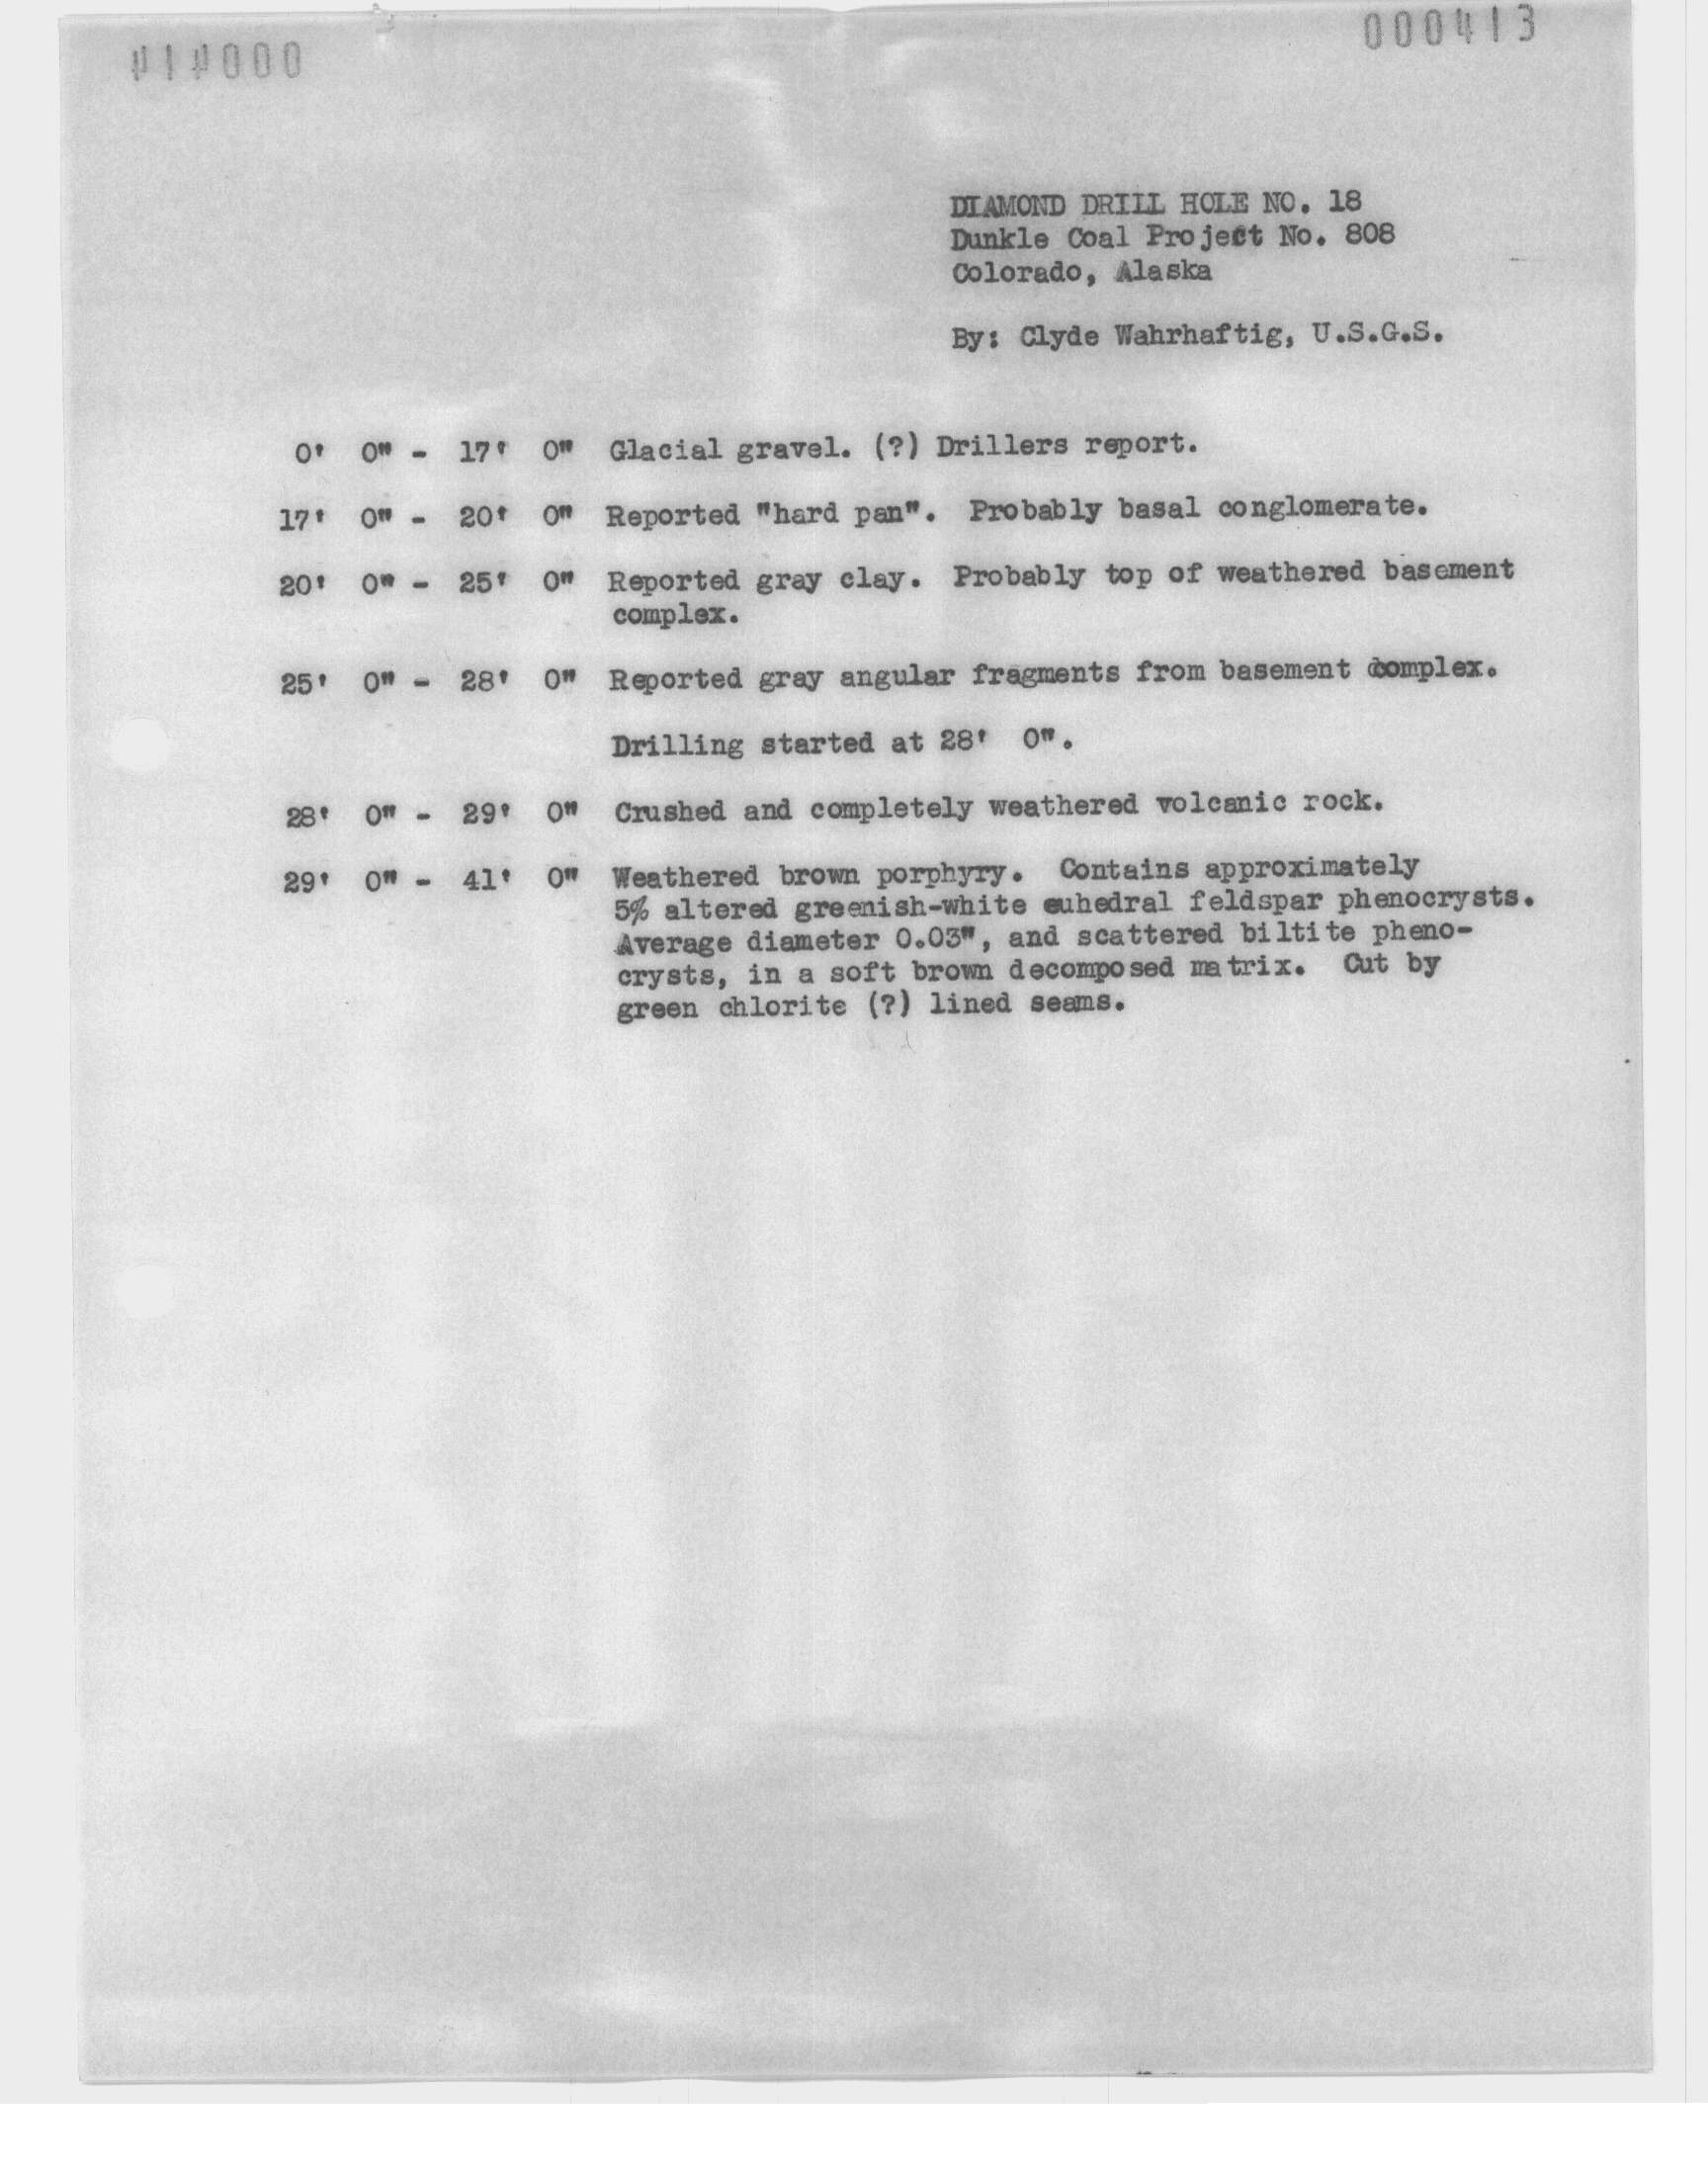 000413
DIAMOND DRILL HOLE NO. 18
Dunkle Coal Project No. 808
Colorado, Alaska
By: Clyde Wahrhaftig, U.S.G.S.
0' 0" - 17' 0" Glacial gravel. (?) Drillers report.
17' 0" - 20' 0" Reported "hard pan". Probably basal conglomerate.
20' 0" - 25' 0" Reported gray clay. Probably top of weathered basement
complex.
25' 0" - 28' 0" Reported gray angular fragments from basement complex.
Drilling started at 28' 0".
28' 0" - 29' 0" Crushed and completely weathered volcanic rock.
29' 0" - 41' 0" Weathered brown porphyry. Contains approximately
5% altered greenish-white euhedral feldspar phenocrysts.
Average diameter 0.03", and scattered biltite pheno-
crysts, in a soft brown decomposed matrix. Cut by
green chlorite (?) lined seams.